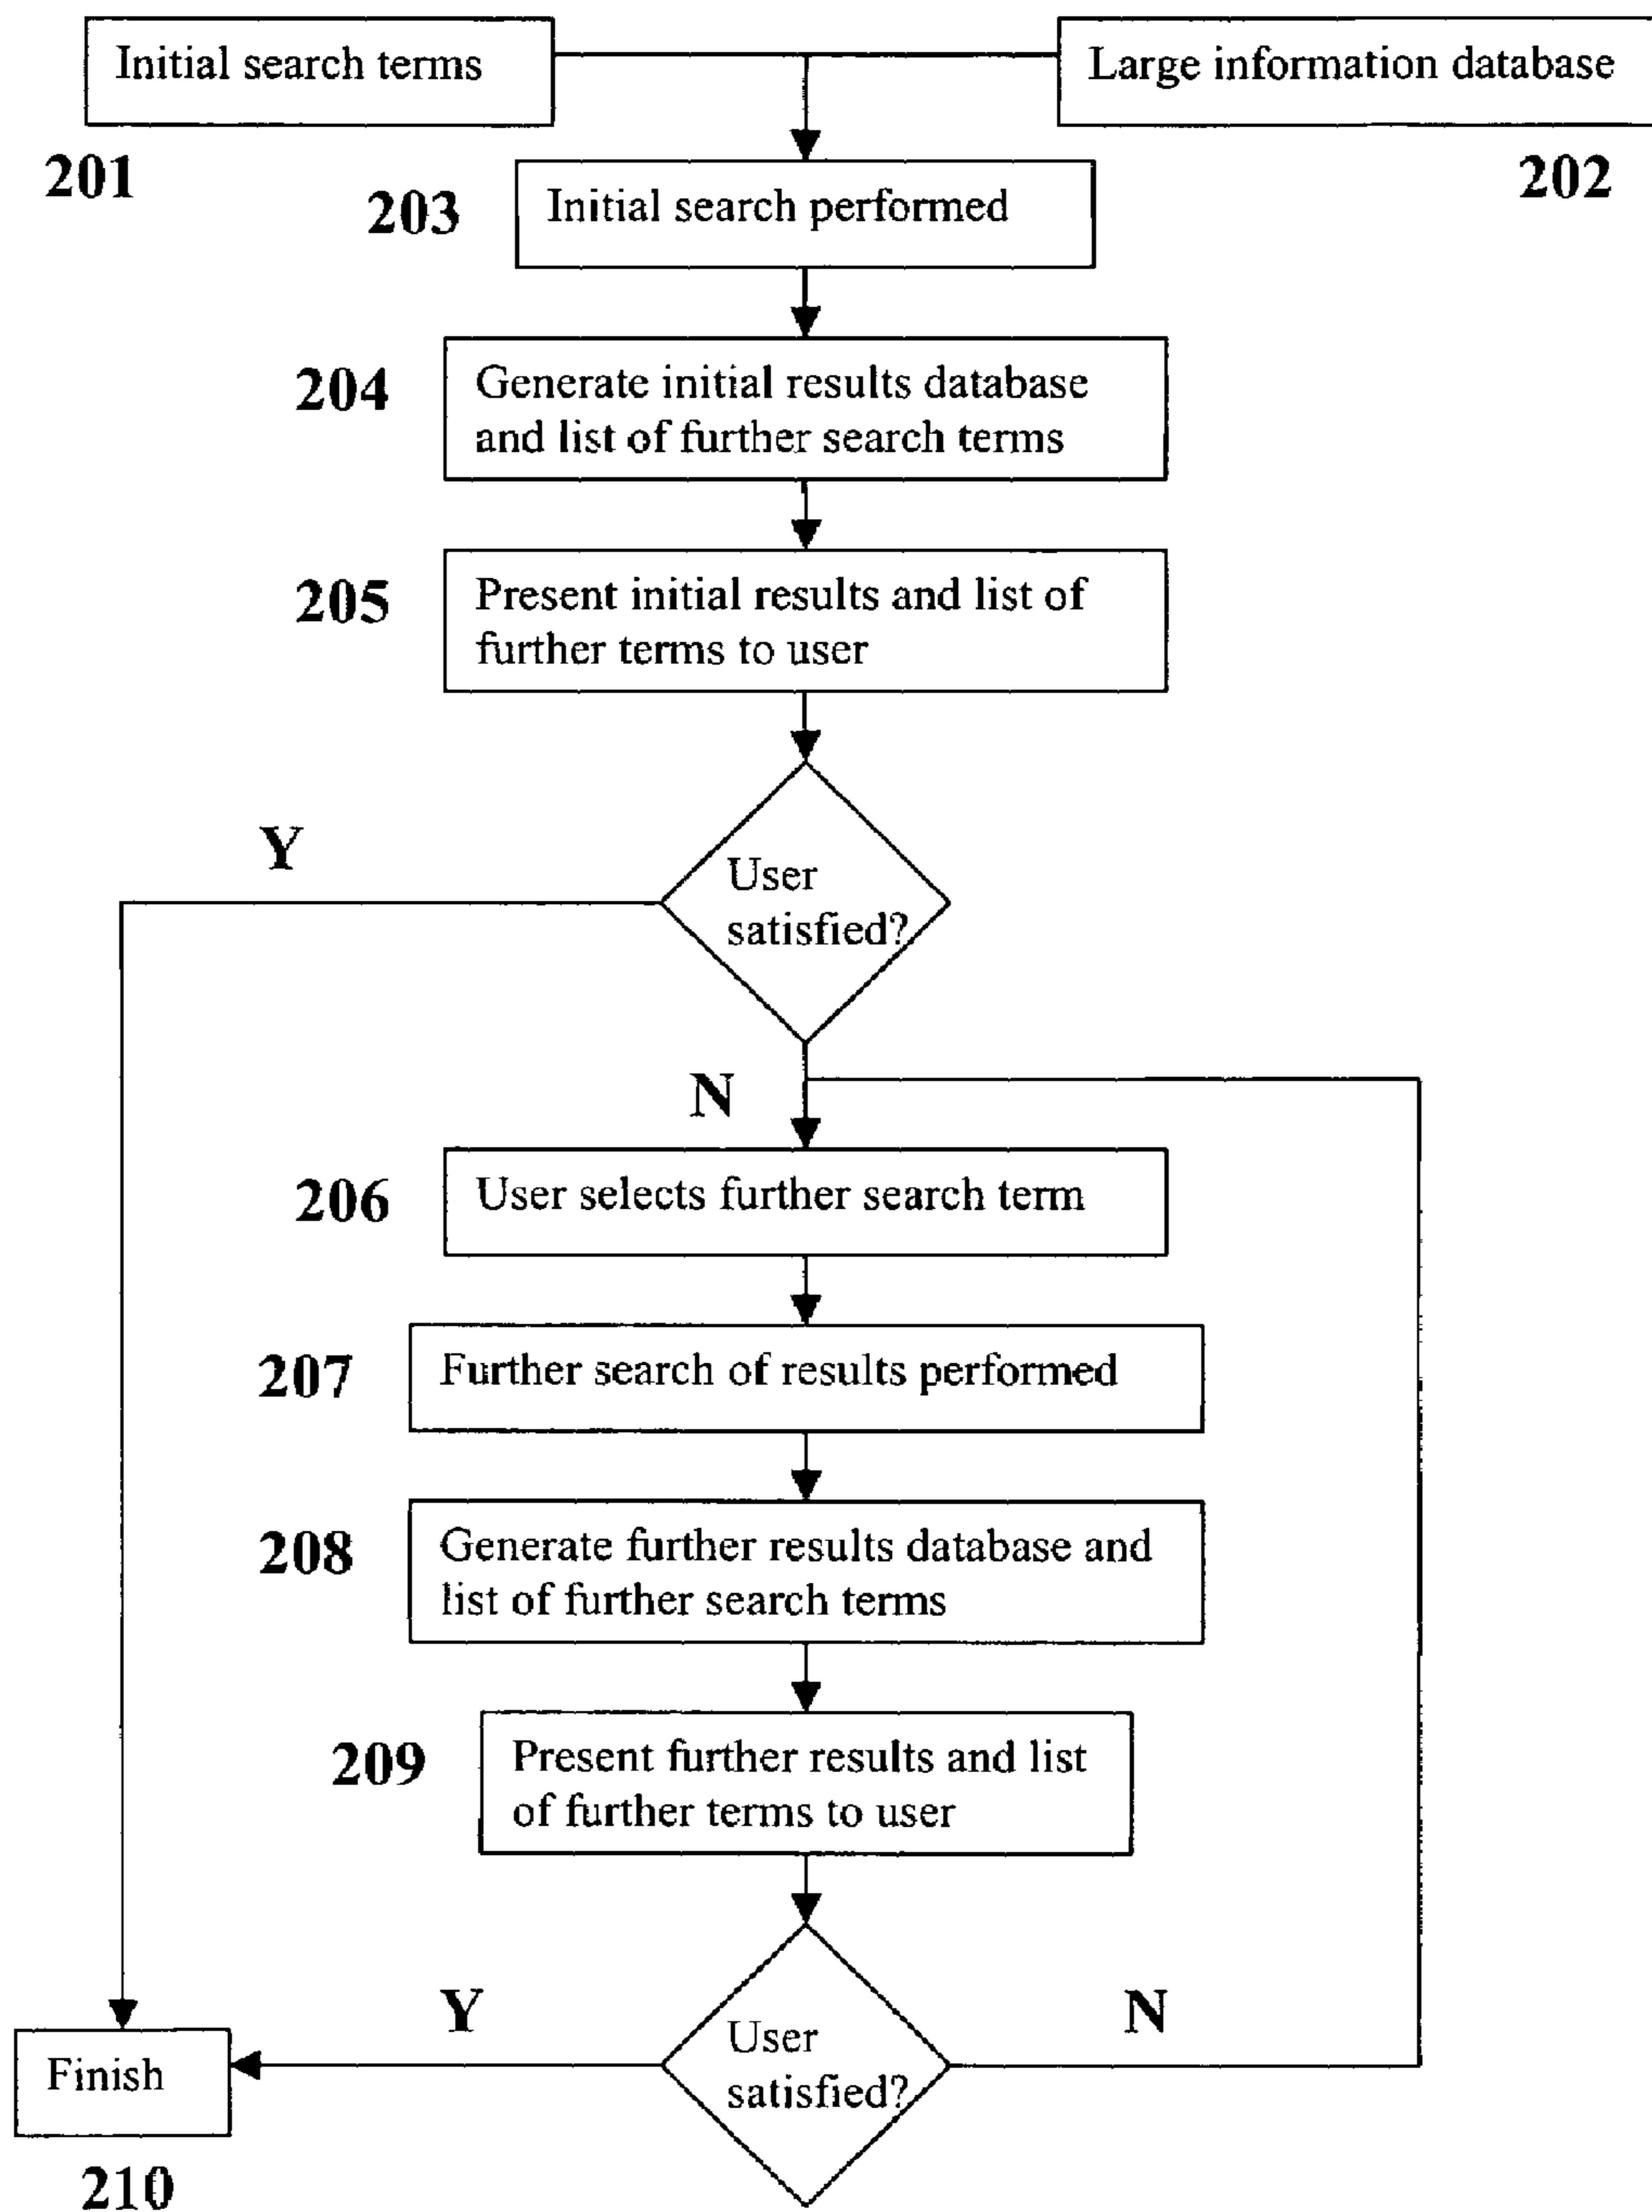 Initial search terms
Large information database
201
202
203
Initial search performed
204
Generate initial results database
and list of further search terms
205
Present initial results and list of
further terms to user
Y
User
satisfied?
N
206
User selects further search term
207
Further search of results performed
208
Generate further results database and
list of further search terms
209
Present further results and list
of further terms to user
Y
N
User
satisfied?
Finish
210